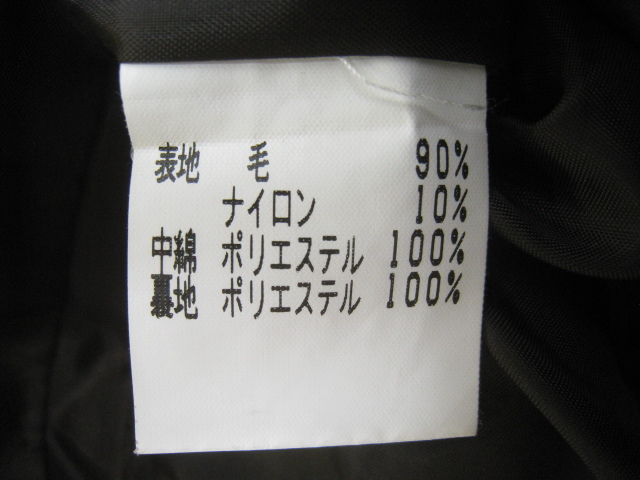 表地 毛 90%
ナイロン 10%
中綿 ポリエステル 100%
裏地 ポリエステル 100%